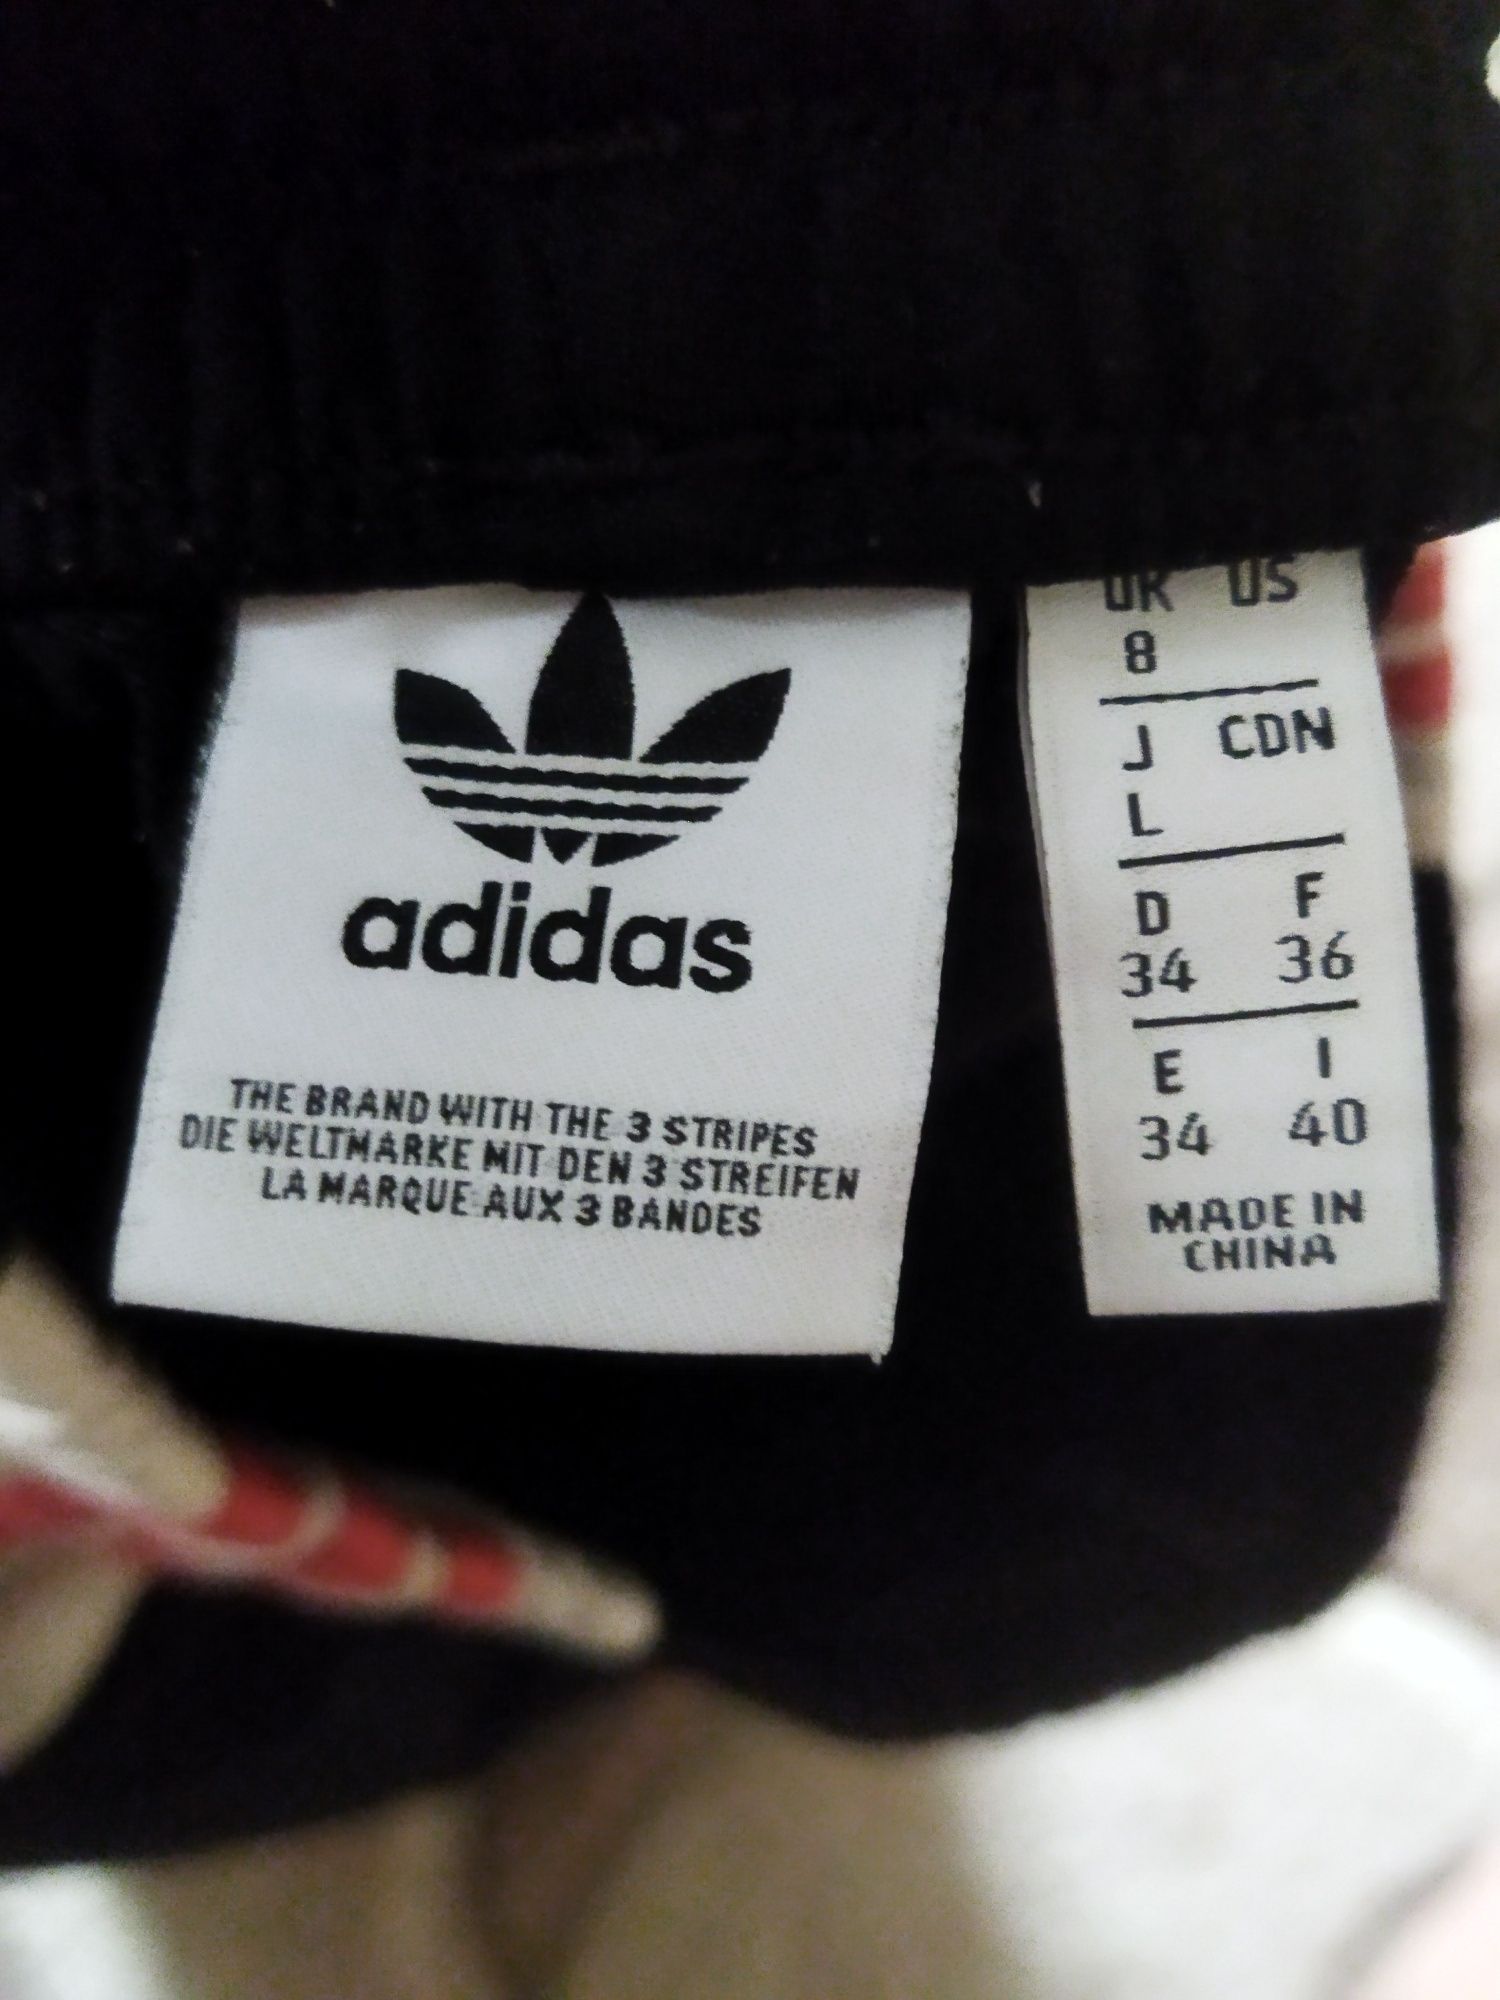 adidas
THE BRAND WITH THE 3 STRIPES
DIE WELTMARKE MIT DEN 3 STREIFEN
LA MARQUE AUX 3 BANDES
UK US
8
J CDN
L
D F
34 36
E I
34 40
MADE IN
CHINA